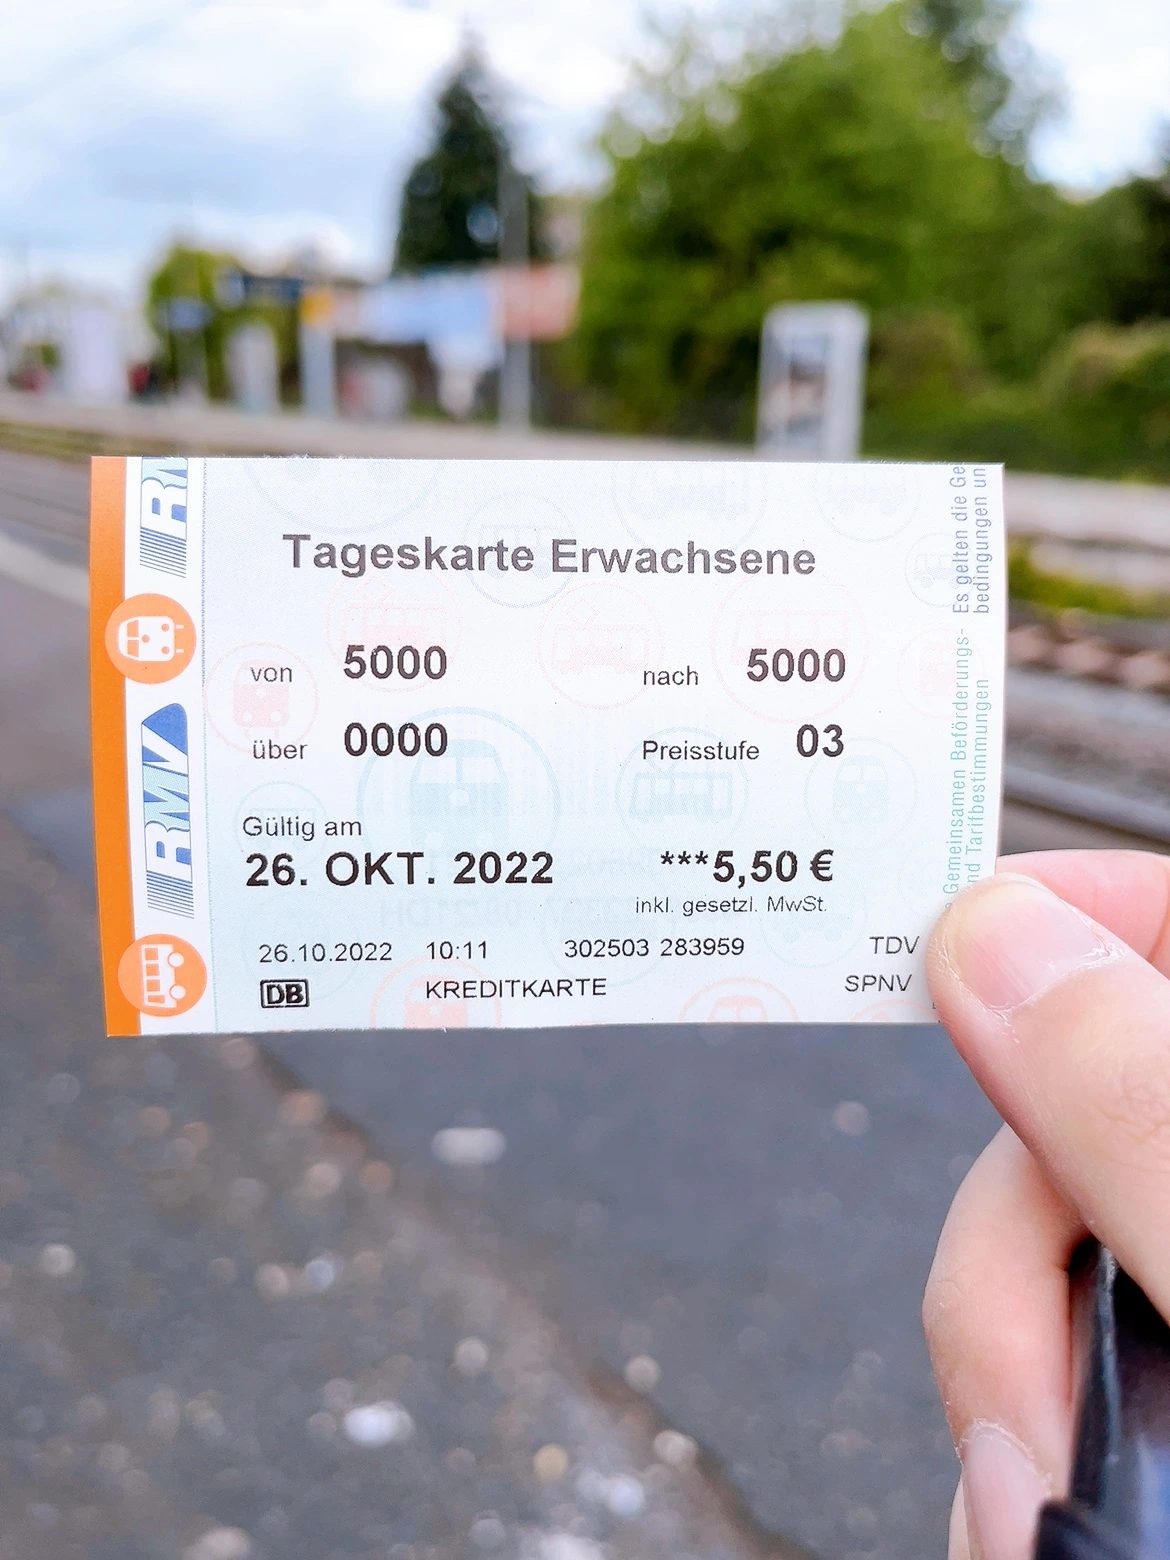 Tageskarte Erwachsene
von 5000 nach 5000
über 0000 Preisstufe 03
Gültig am
26. OKT. 2022 ***5,50 €
inkl. gesetzl. MwSt.
26.10.2022 10:11 302503 283959 TDV
DB KREDITKARTE SPNV
RMV
Es gelten die Ge
bedingungen un
Gemeinsamen Beförderungs-
nd Tarifbestimmungen